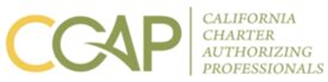 CCAP
CALIFORNIA
CHARTER
AUTHORIZING
PROFESSIONALS